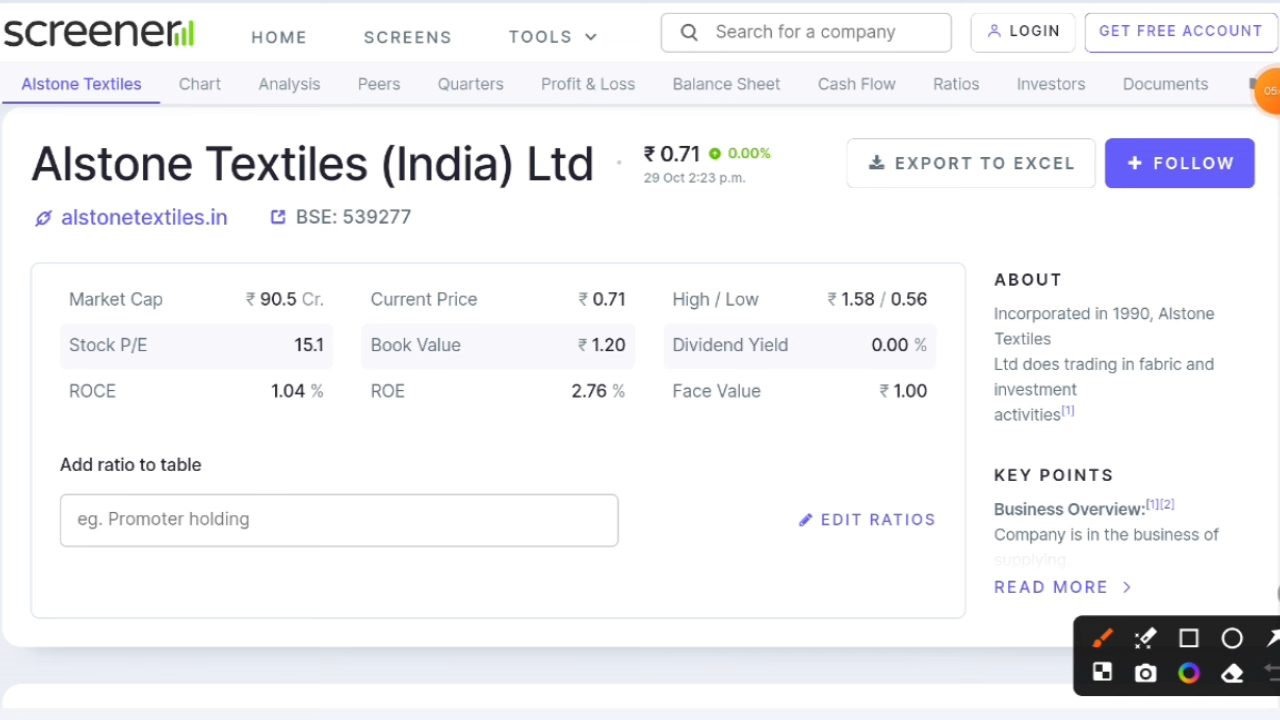 screener
HOME
SCREENS
TOOLS
Search for a company
LOGIN
GET FREE ACCOUNT
Alstone Textiles
Chart
Analysis
Peers
Quarters
Profit & Loss
Balance Sheet
Cash Flow
Ratios
Investors
Documents
Alstone Textiles (India) Ltd
₹ 0.71
0.00%
29 Oct 2:23 p.m.
EXPORT TO EXCEL
FOLLOW
alstonetextiles.in
BSE: 539277
Market Cap ₹ 90.5 Cr.
Current Price ₹ 0.71
High / Low ₹ 1.58 / 0.56
Stock P/E 15.1
Book Value ₹ 1.20
Dividend Yield 0.00 %
ROCE 1.04 %
ROE 2.76 %
Face Value ₹ 1.00
Add ratio to table
eg. Promoter holding
EDIT RATIOS
ABOUT
Incorporated in 1990, Alstone
Textiles
Ltd does trading in fabric and
investment
activities[1]
KEY POINTS
Business Overview:[1][2]
Company is in the business of
supplying
READ MORE